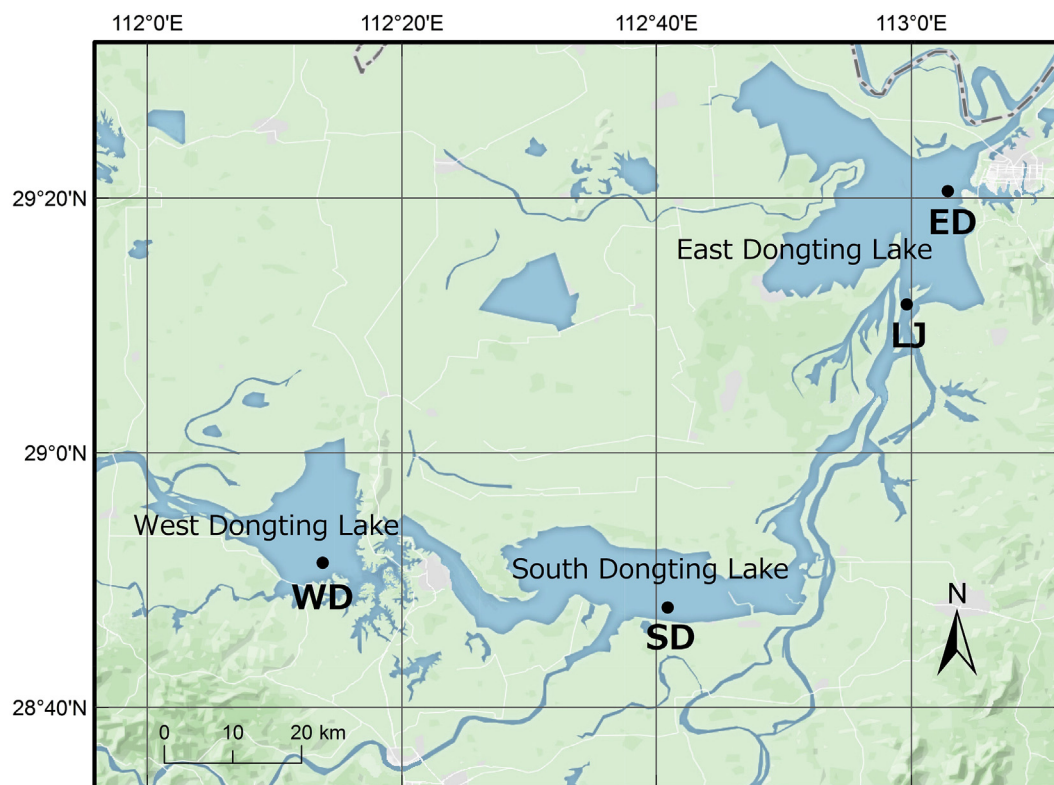 112°0'E 112°20'E 112°40'E 113°0'E
29°20'N
ED
East Dongting Lake
LJ
29°0'N
West Dongting Lake
South Dongting Lake
WD
N
SD
28°40'N
0 10 20 km